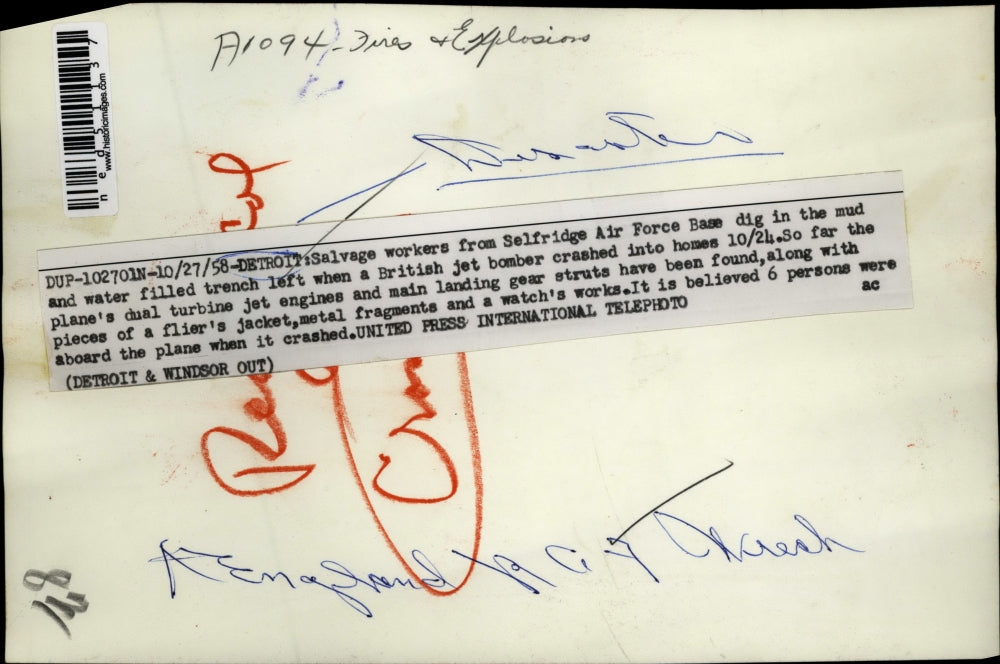 A1094-Fires & Explosions
ned51137
www.historicimages.com
Disaster
DUP-102701N-10/27/58-DETROIT:Salvage workers from Selfridge Air Force Base dig in the mud
and water filled trench left when a British jet bomber crashed into homes 10/24.So far the
plane's dual turbine jet engines and main landing gear struts have been found,along with
pieces of a flier's jacket,metal fragments and a watch's works.It is believed 6 persons were
aboard the plane when it crashed.UNITED PRESS INTERNATIONAL TELEPHOTO
ac
(DETROIT & WINDSOR OUT)
England